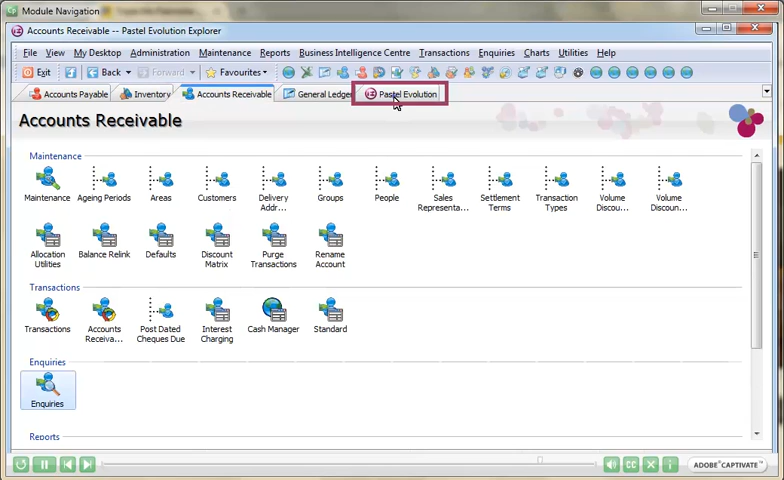 Module Navigation
Accounts Receivable -- Pastel Evolution Explorer
File View My Desktop Administration Maintenance Reports Business Intelligence Centre Transactions Enquiries Charts Utilities Help
Exit Back Forward Favourites
Accounts Payable Inventory Accounts Receivable General Ledger Pastel Evolution
Accounts Receivable
Maintenance
Maintenance Ageing Periods Areas Customers Delivery Addr... Groups People Sales Representa... Settlement Terms Transaction Types Volume Discou... Volume Discoun...
Allocation Utilities Balance Relink Defaults Discount Matrix Purge Transactions Rename Account
Transactions
Transactions Accounts Receiva... Post Dated Cheques Due Interest Charging Cash Manager Standard
Enquiries
Enquiries
Reports
CC ADOBE® CAPTIVATE™